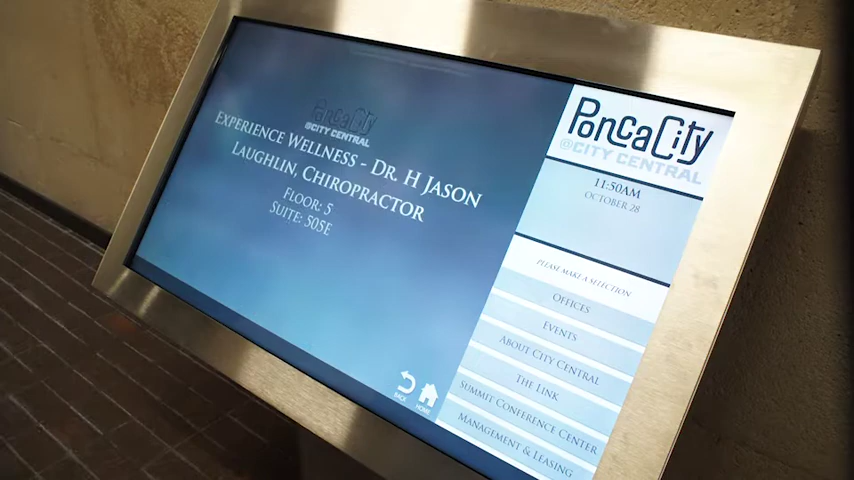 PoncaCity
@CITY CENTRAL
EXPERIENCE WELLNESS - DR. H JASON
LAUGHLIN, CHIROPRACTOR
FLOOR: 5
SUITE: 505E
BACK
HOME
PoncaCity
@CITY CENTRAL
11:50AM
OCTOBER 28
PLEASE MAKE A SELECTION
OFFICES
EVENTS
ABOUT CITY CENTRAL
THE LINK
SUMMIT CONFERENCE CENTER
MANAGEMENT & LEASING